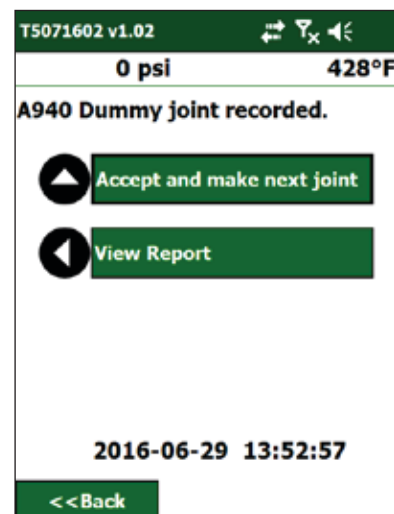 T5071602 v1.02
0 psi 428°F
A940 Dummy joint recorded.
Accept and make next joint
View Report
2016-06-29 13:52:57
<<Back